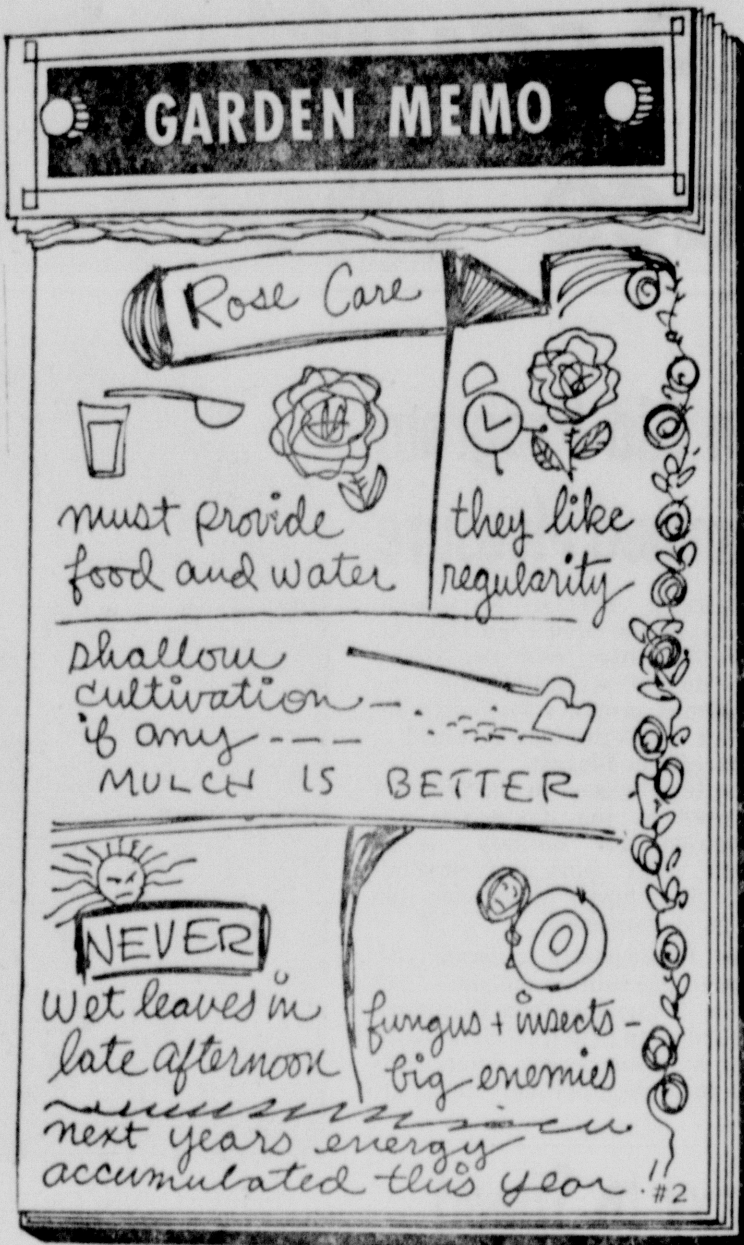 GARDEN MEMO
Rose Care
must provide
food and water
they like
regularity
shallow
cultivation -- .
if any ----
MULCH IS BETTER
NEVER
wet leaves in
late afternoon
fungus + insects -
big enemies
next years energy
accumulated this year !!
#2